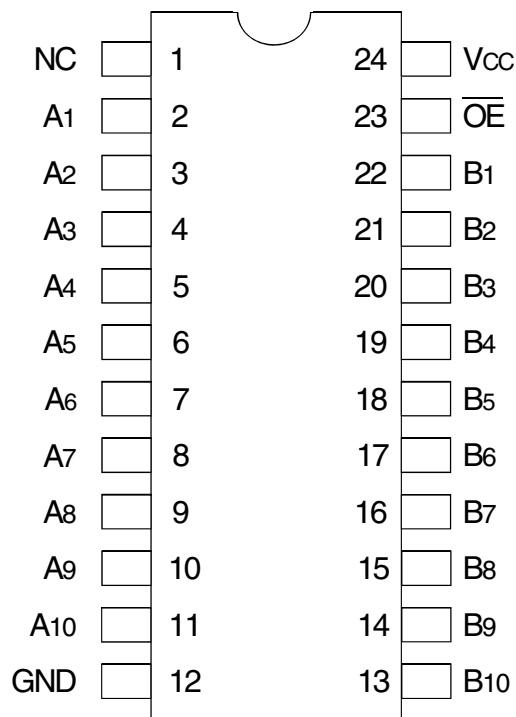 NC 1 24 VCC
A1 2 23 OE
A2 3 22 B1
A3 4 21 B2
A4 5 20 B3
A5 6 19 B4
A6 7 18 B5
A7 8 17 B6
A8 9 16 B7
A9 10 15 B8
A10 11 14 B9
GND 12 13 B10